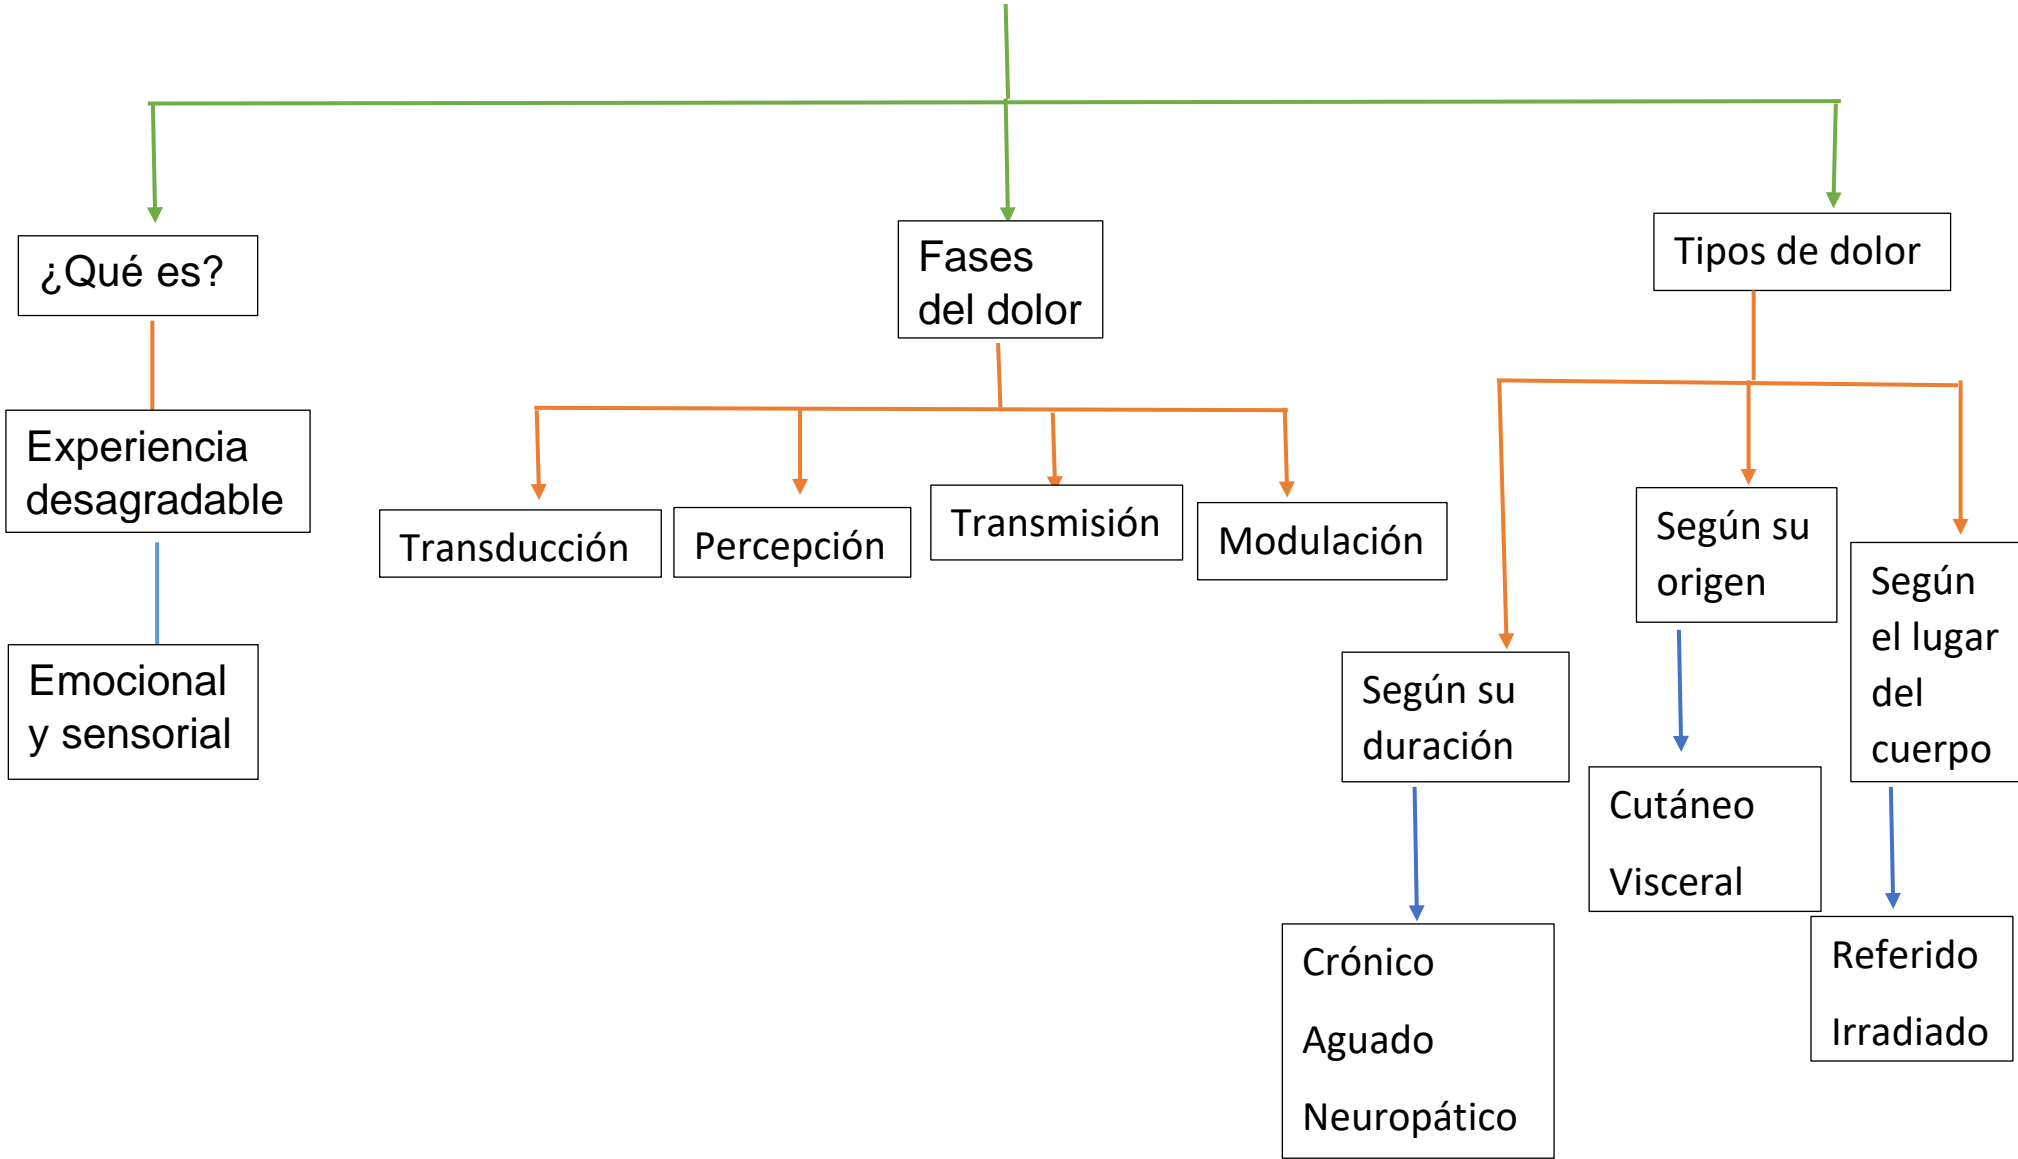 ¿Qué es?
Experiencia
desagradable
Emocional
y sensorial
Fases
del dolor
Transducción
Percepción
Transmisión
Modulación
Tipos de dolor
Según su
duración
Crónico
Aguado
Neuropático
Según su
origen
Cutáneo
Visceral
Según
el lugar
del
cuerpo
Referido
Irradiado